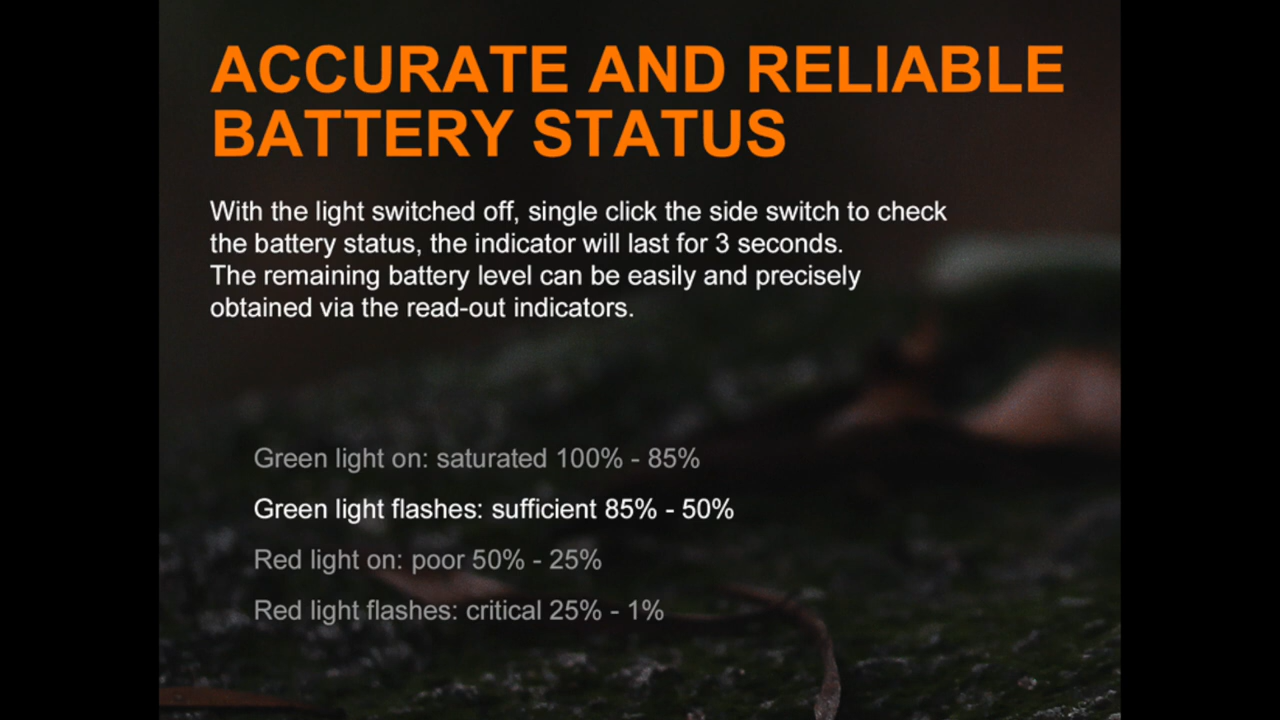 ACCURATE AND RELIABLE
BATTERY STATUS
With the light switched off, single click the side switch to check
the battery status, the indicator will last for 3 seconds.
The remaining battery level can be easily and precisely
obtained via the read-out indicators.
Green light on: saturated 100% - 85%
Green light flashes: sufficient 85% - 50%
Red light on: poor 50% - 25%
Red light flashes: critical 25% - 1%